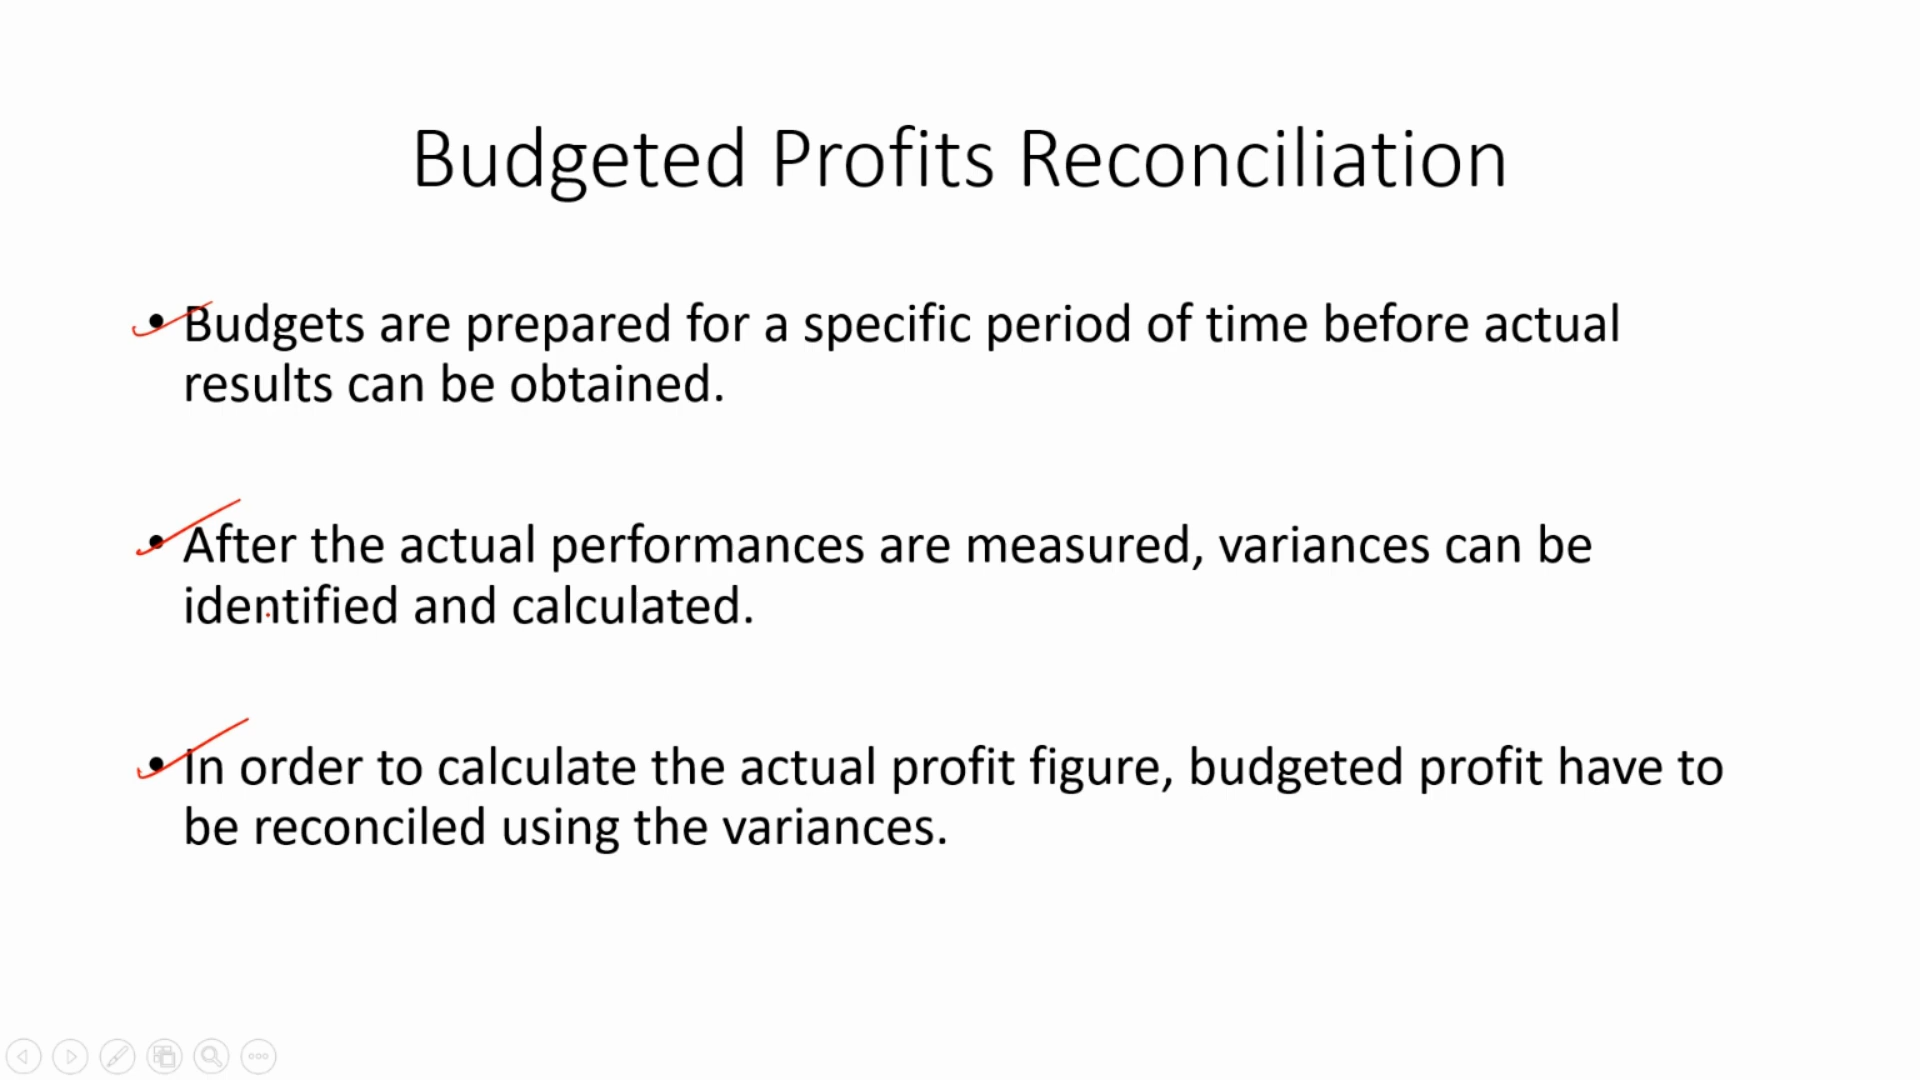 Budgeted Profits Reconciliation
• Budgets are prepared for a specific period of time before actual
results can be obtained.
• After the actual performances are measured, variances can be
identified and calculated.
• In order to calculate the actual profit figure, budgeted profit have to
be reconciled using the variances.